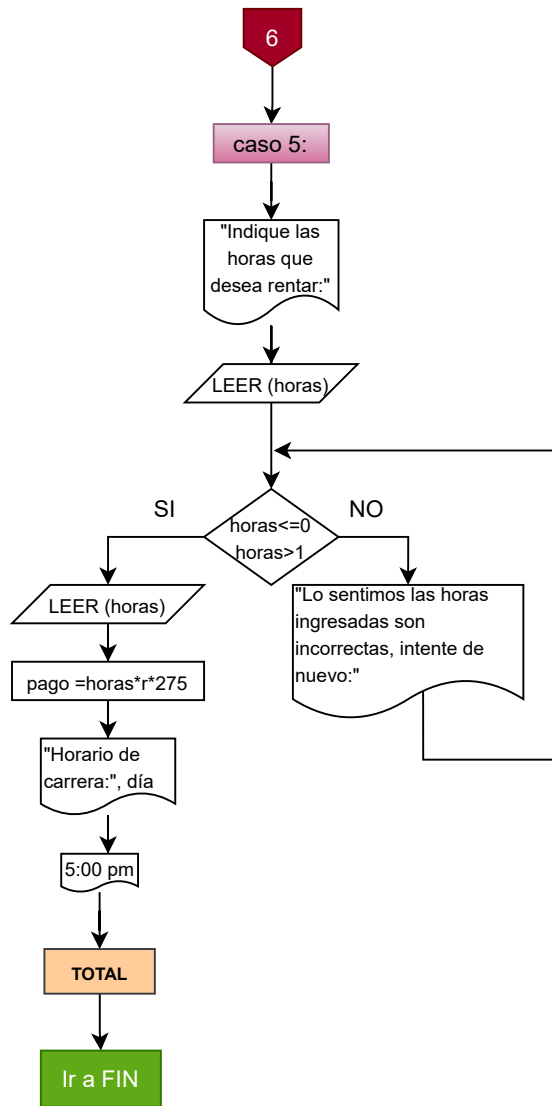 6
caso 5:
"Indique las
horas que
desea rentar:"
LEER (horas)
SI
NO
horas<=0
horas>1
LEER (horas)
"Lo sentimos las horas
ingresadas son
incorrectas, intente de
nuevo:"
pago =horas*r*275
"Horario de
carrera:", día
5:00 pm
TOTAL
Ir a FIN